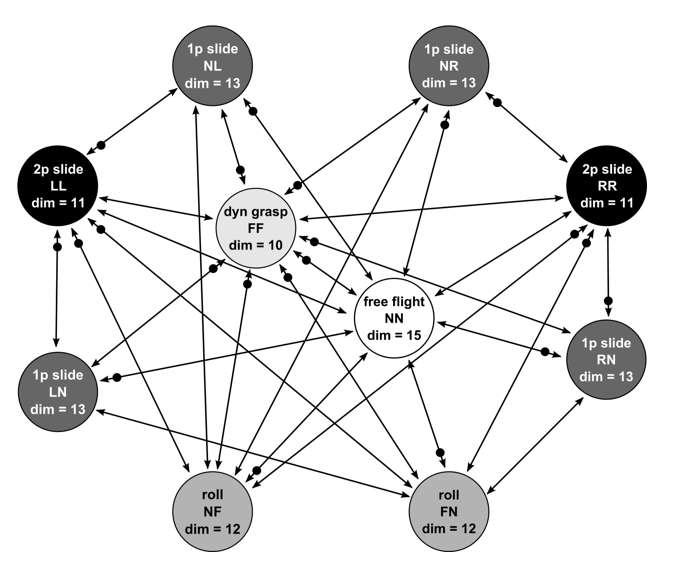 1p slide
NL
dim = 13
1p slide
NR
dim = 13
2p slide
LL
dim = 11
2p slide
RR
dim = 11
dyn grasp
FF
dim = 10
free flight
NN
dim = 15
1p slide
LN
dim = 13
1p slide
RN
dim = 13
roll
NF
dim = 12
roll
FN
dim = 12